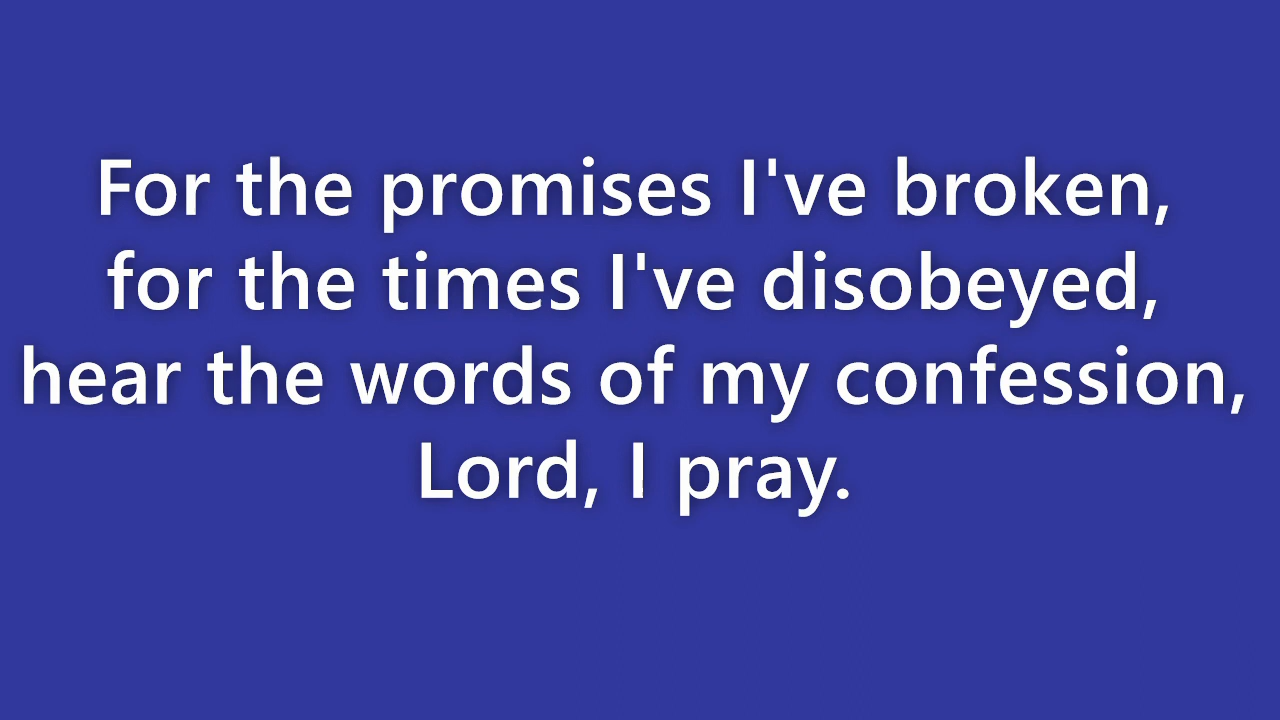 For the promises I've broken,
for the times I've disobeyed,
hear the words of my confession,
Lord, I pray.